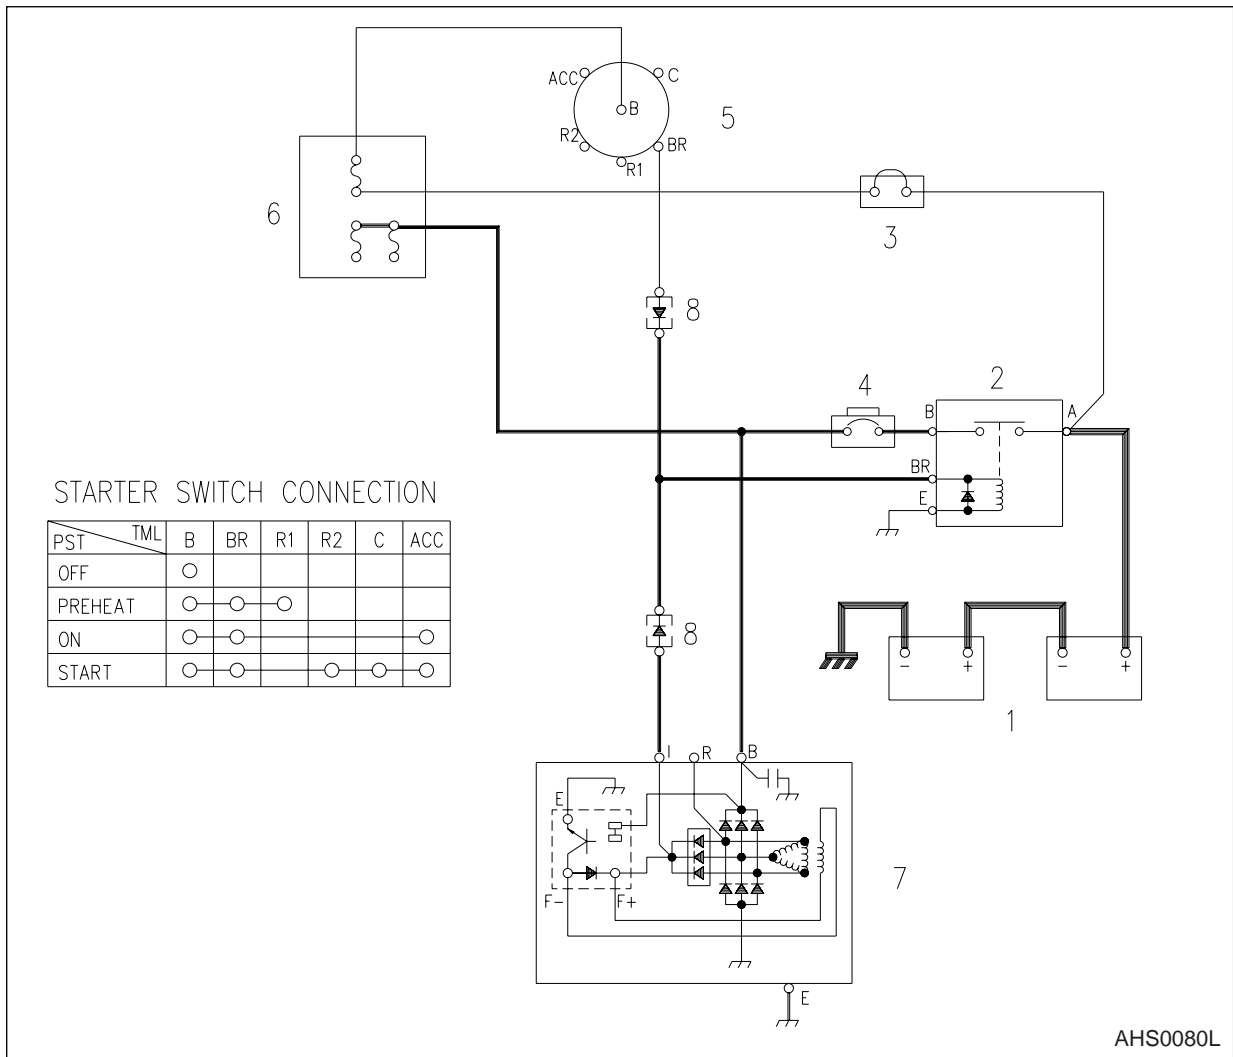 ACC
C
B
5
R2
BR
R1
6
3
8
2
4
B
A
BR
E
STARTER SWITCH CONNECTION
PST TML B BR R1 R2 C ACC
OFF
PREHEAT
ON
START
8
- + - +
1
I R B
E
7
F- F+
E
AHS0080L